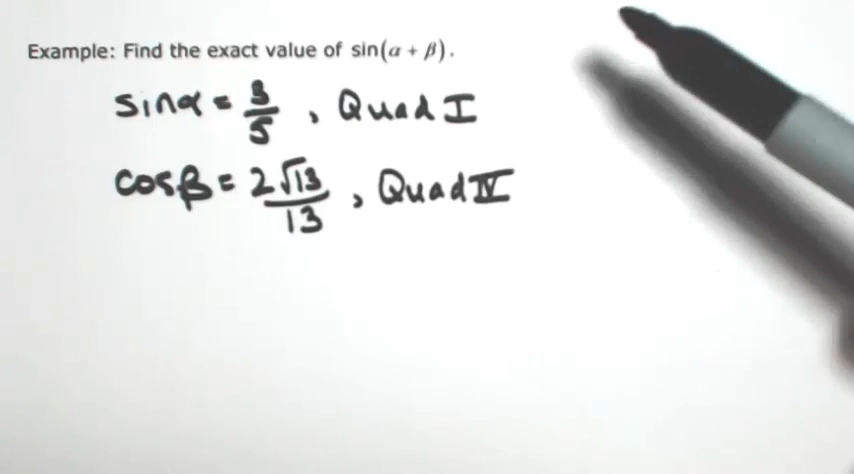 Example: Find the exact value of sin(α + β).
sinα = 3/5, Quad I
cosβ = 2√13/13, Quad IV